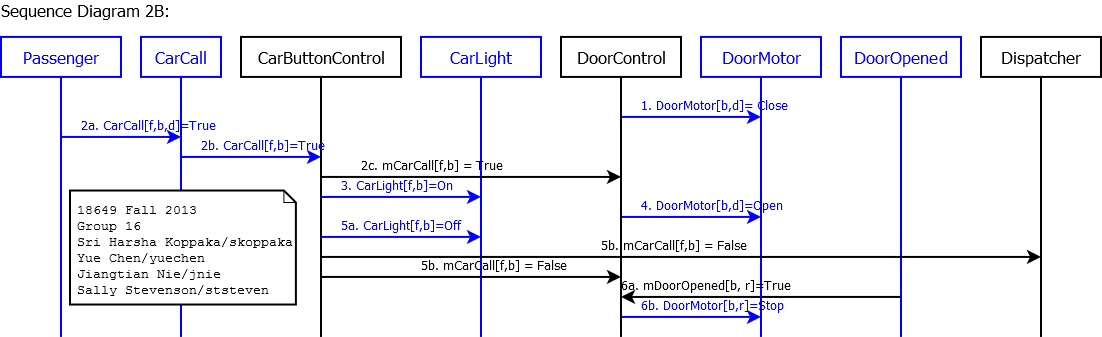 Sequence Diagram 2B:
Passenger CarCall CarButtonControl CarLight DoorControl DoorMotor DoorOpened Dispatcher
1. DoorMotor[b,d]= Close
2a. CarCall[f,b,d]=True
2b. CarCall[f,b]=True
2c. mCarCall[f,b] = True
3. CarLight[f,b]=On
4. DoorMotor[b,d]=Open
5a. CarLight[f,b]=Off
5b. mCarCall[f,b] = False
5b. mCarCall[f,b] = False
6a. mDoorOpened[b, r]=True
6b. DoorMotor[b,r]=Stop
18649 Fall 2013
Group 16
Sri Harsha Koppaka/skoppaka
Yue Chen/yuechen
Jiangtian Nie/jnie
Sally Stevenson/ststeven